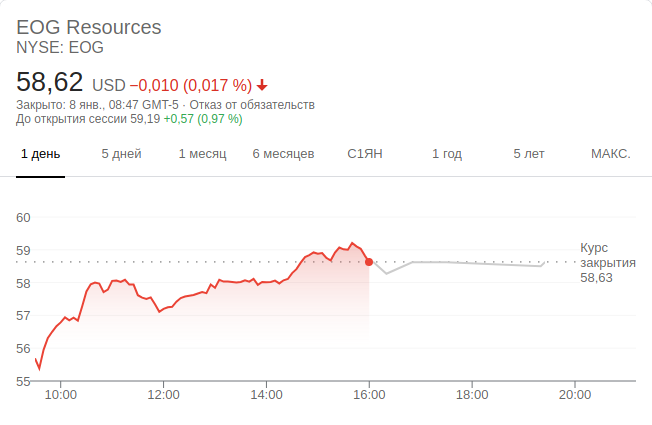 EOG Resources
NYSE: EOG
58,62 USD −0,010 (0,017 %)
Закрыто: 8 янв., 08:47 GMT-5 · Отказ от обязательств
До открытия сессии 59,19 +0,57 (0,97 %)
1 день 5 дней 1 месяц 6 месяцев С1ЯН 1 год 5 лет МАКС.
60
59
58
57
56
55
Курс
закрытия
58,63
10:00 12:00 14:00 16:00 18:00 20:00